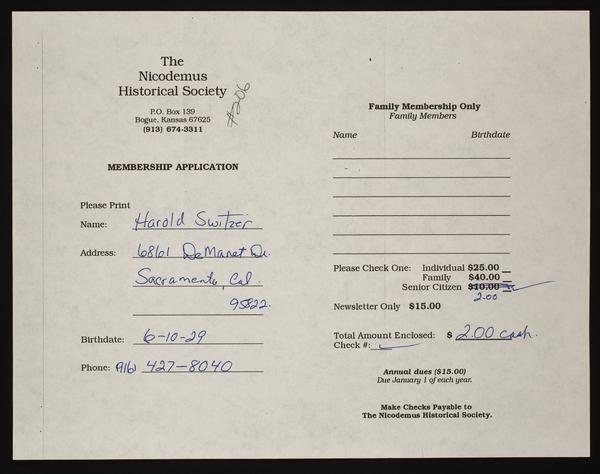 The
Nicodemus
Historical Society
#206
P.O. Box 139
Bogue, Kansas 67625
(913) 674-3311
MEMBERSHIP APPLICATION
Please Print
Name: Harold Switzer
Address: 6861 DeManet Dr.
Sacramento, Cal.
95822.
Birthdate: 6-10-29
Phone: (916) 427-8040
Family Membership Only
Family Members
Name Birthdate
Please Check One: Individual $25.00
Family $40.00
Senior Citizen $10.00 ✓
2.00
Newsletter Only $15.00
Total Amount Enclosed: $ 2.00 cash.
Check #: ✓
Annual dues ($15.00)
Due January 1 of each year.
Make Checks Payable to
The Nicodemus Historical Society.